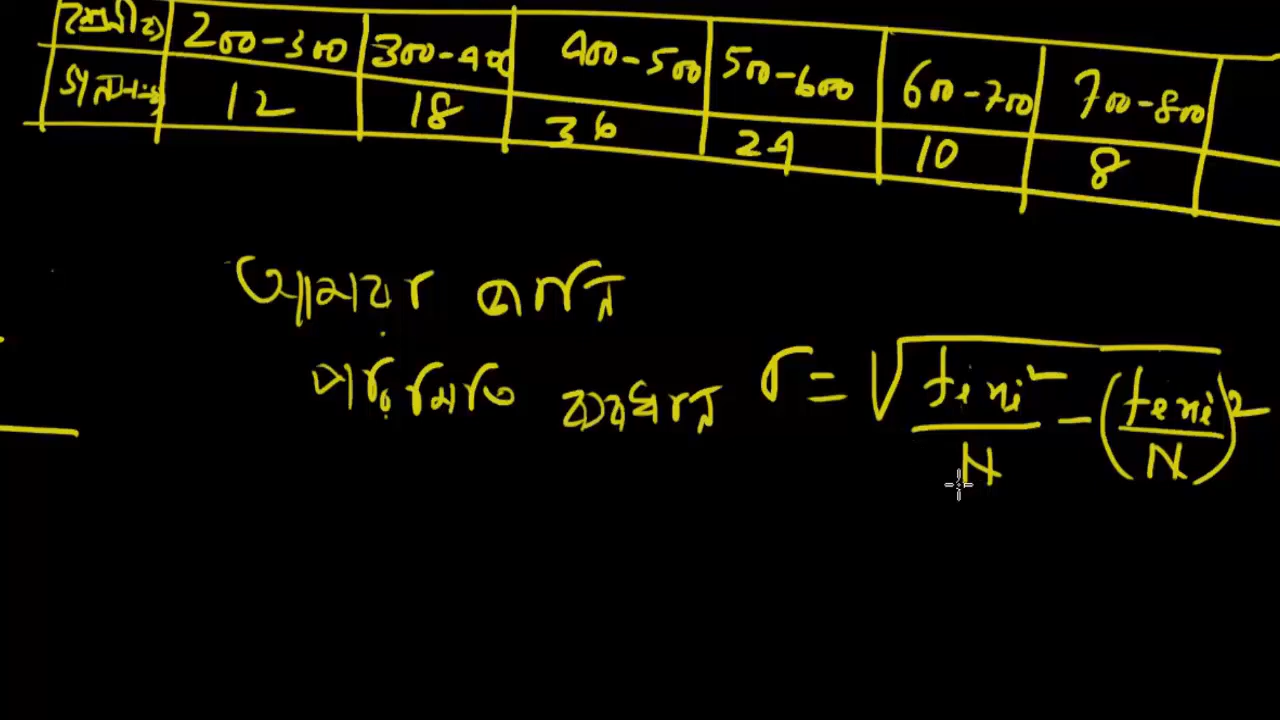 শ্রেণীব্যাপ্তি 200-300 300-400 400-500 500-600 600-700 700-800
গনসংখ্যা 12 18 36 24 10 8
আমরা জানি
পরিমিত ব্যবধান σ = √(fᵢxᵢ²/N - (fᵢxᵢ/N)²)